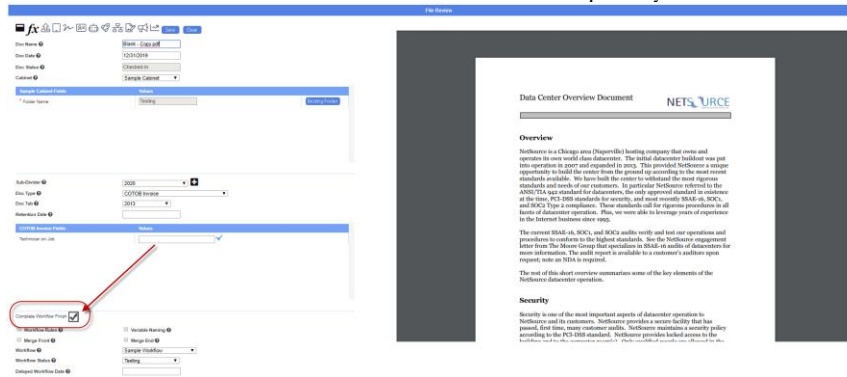 File Review
fx Save Close
Doc Name Blank - Copy.pdf
Doc Date 12/31/2019
Doc. Status Checked-In
Cabinet Sample Cabinet
Sample Cabinet Fields Values
* Folder Name Testing Existing Folder
Sub-Divider 2020
Doc Type COTOB Invoice
Doc Tab 2013
Retention Date
COTOB Invoice Fields Values
Technician on Job
Complete Workflow Finish
Workflow Rules Variable Naming
Merge Front Merge End
Workflow Sample Workflow
Workflow Status Testing
Delayed Workflow Date
Data Center Overview Document
NETSOURCE
Overview
NetSource is a Chicago area (Naperville) hosting company that owns and
operates its own world class datacenter. The initial datacenter buildout was put
into operation in 2007 and expanded in 2013. This provided NetSource a unique
opportunity to build the center from the ground up according to the most recent
standards available. We have built the center to withstand the most rigorous
standards and needs of our customers. In particular NetSource referred to the
ANSI/TIA 942 standard for datacenters, the only approved standard in existence
at the time, PCI-DSS standards for security, and most recently SSAE-16, SOC1,
and SOC2 Type 2 compliance. These standards call for rigorous procedures in all
facets of datacenter operation. Plus, we were able to leverage years of experience
in the Internet business since 1995.
The current SSAE-16, SOC1, and SOC2 audits verify and test our operations and
procedures to conform to the highest standards. See the NetSource engagement
letter from The Moore Group that specializes in SSAE-16 audits of datacenters for
more information. The audit report is available to a customer's auditors upon
request; note an NDA is required.
The rest of this short overview summarizes some of the key elements of the
NetSource datacenter operation.
Security
Security is one of the most important aspects of datacenter operation to
NetSource and its customers. NetSource provides a secure facility that has
passed, first time, many customer audits. NetSource maintains a security policy
according to the PCI-DSS standard. NetSource provides locked access to the